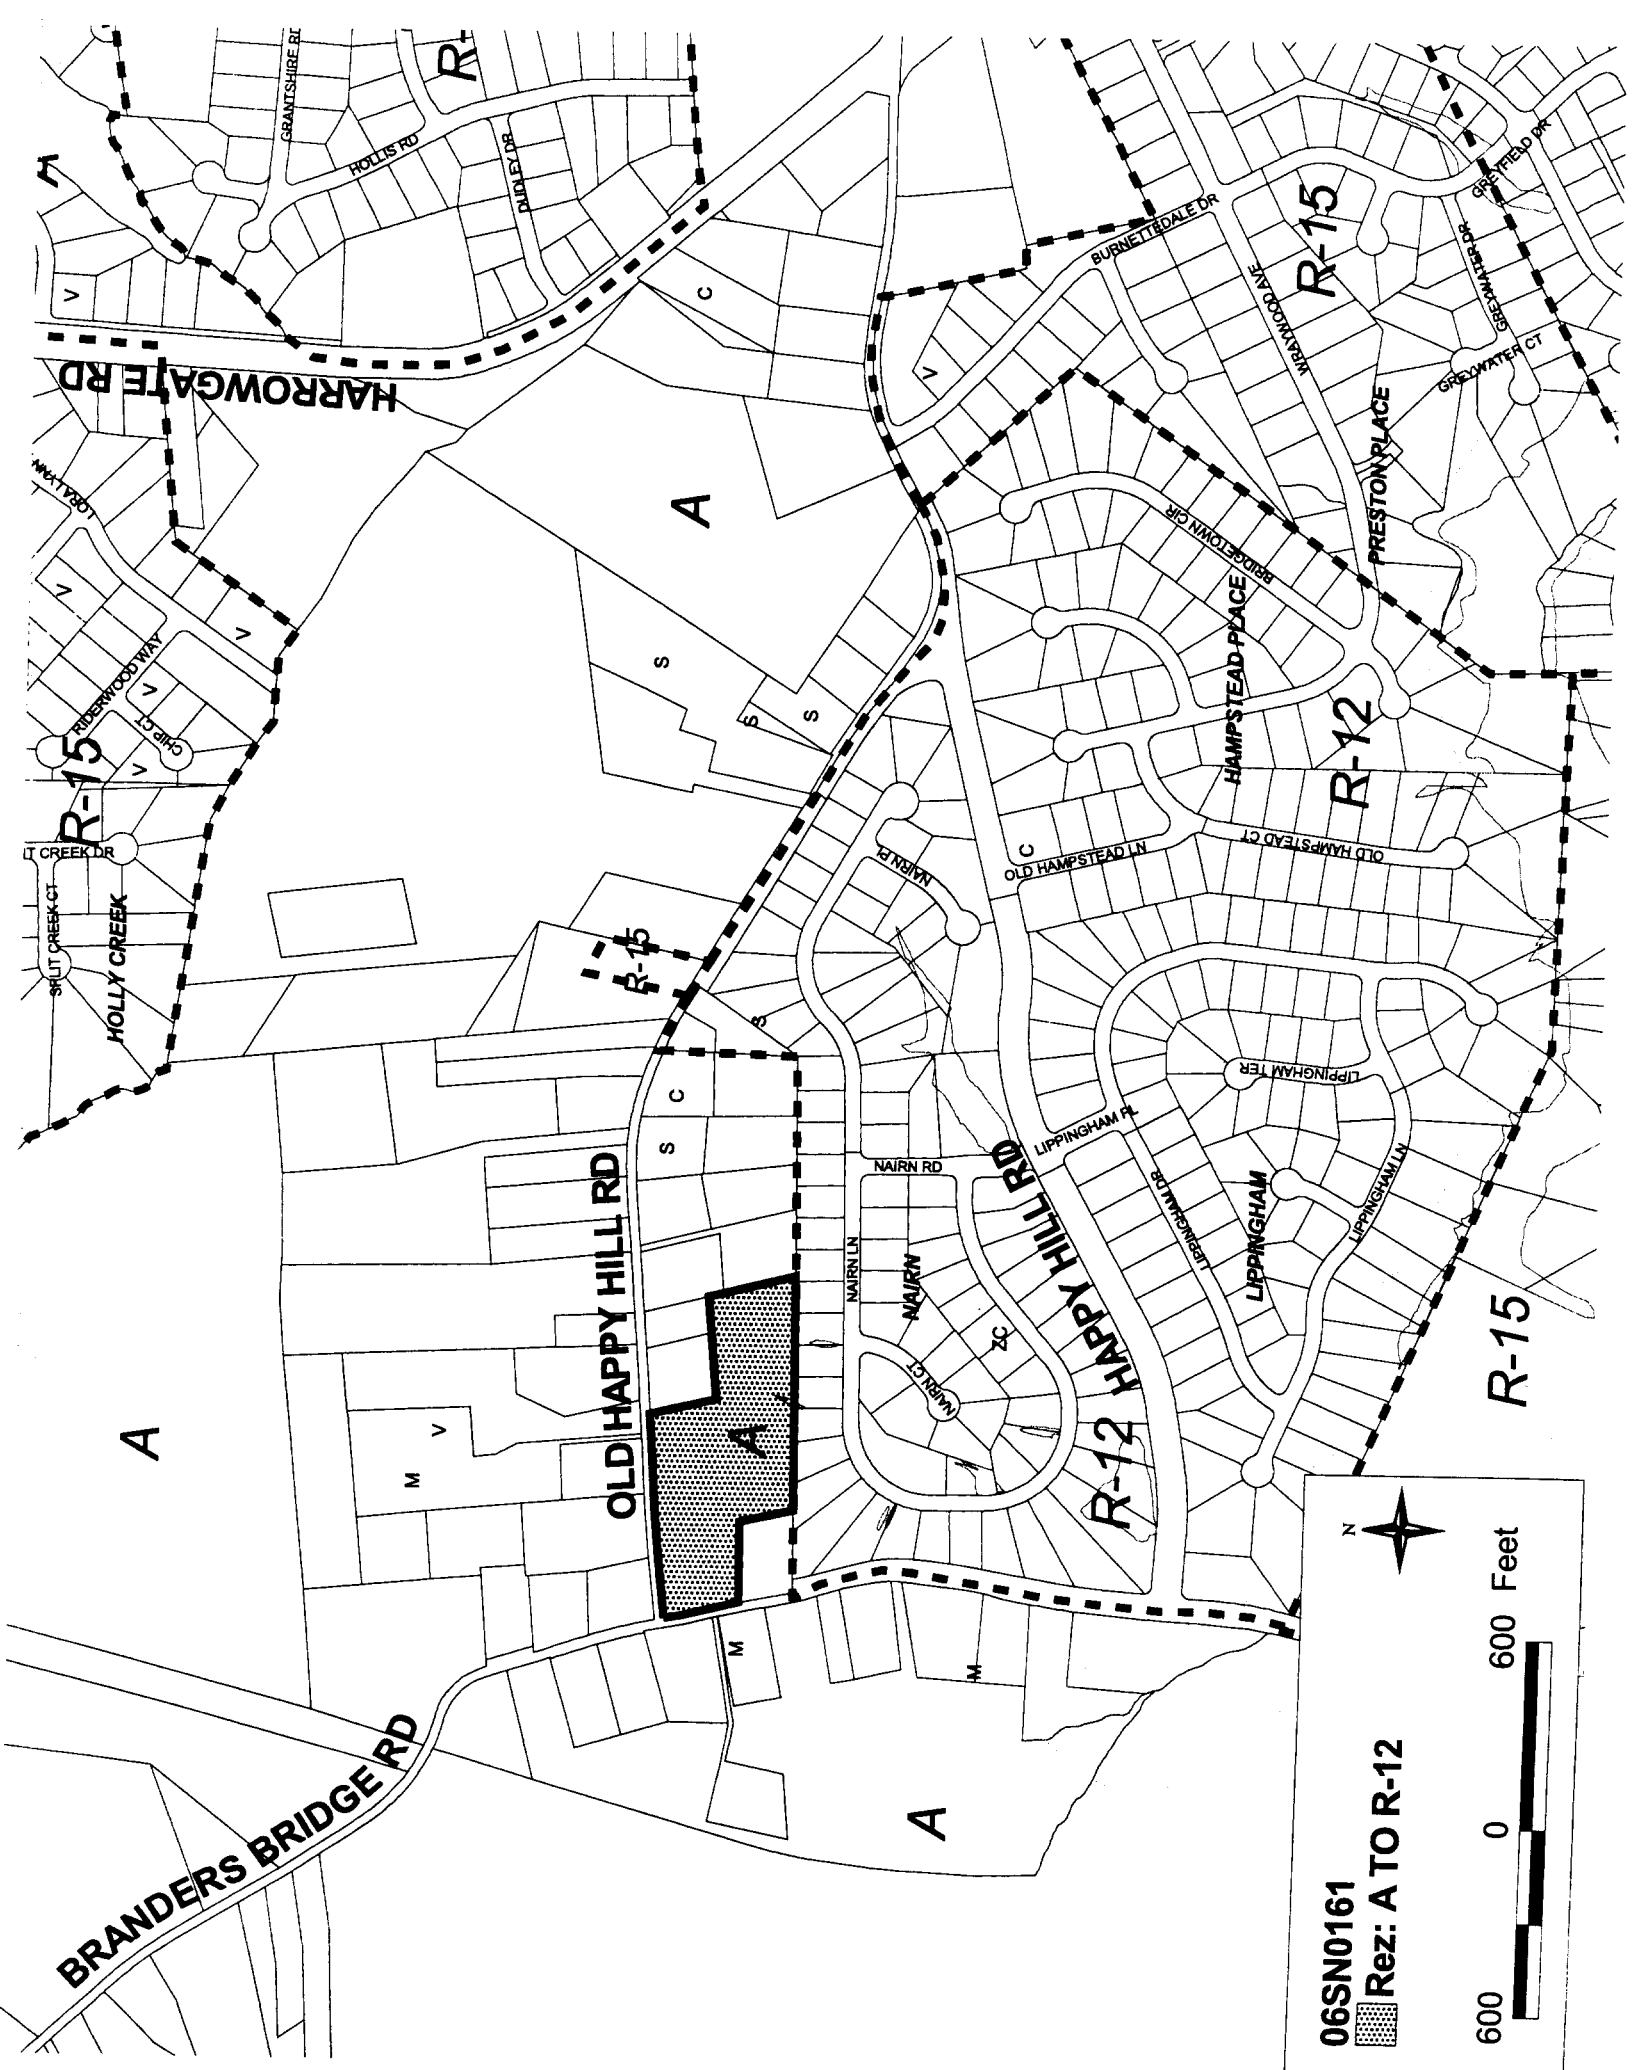 BRANDERS BRIDGE RD
OLD HAPPY HILL RD
HAPPY HILL RD
HARROWGATE RD
GRANTSHIRE RD
HOLLIS RD
DUDLEY DR
R-
A
V
V
V
V
V
RIDERWOOD WAY
CHIP CT
R-15
SPLIT CREEK CT
HOLLY CREEK
C
V
A
S
S
S
R-15
S
C
S
A
M
V
A
M
M
A
BURNETTEDALE DR
WRAYWOOD AVE
R-15
GREYFIELD DR
GREYWATER DR
GREYWATER CT
PRESTON PLACE
BRIDGETOWN CIR
HAMPSTEAD PLACE
R-12
OLD HAMPSTEAD CT
OLD HAMPSTEAD LN
C
NAIRN PL
NAIRN RD
NAIRN LN
NAIRN
NAIRN CT
ZC
R-12
LIPPINGHAM PL
LIPPINGHAM DR
LIPPINGHAM TER
LIPPINGHAM LN
LIPPINGHAM
R-15
N
06SN0161
Rez: A TO R-12
600 0 600 Feet